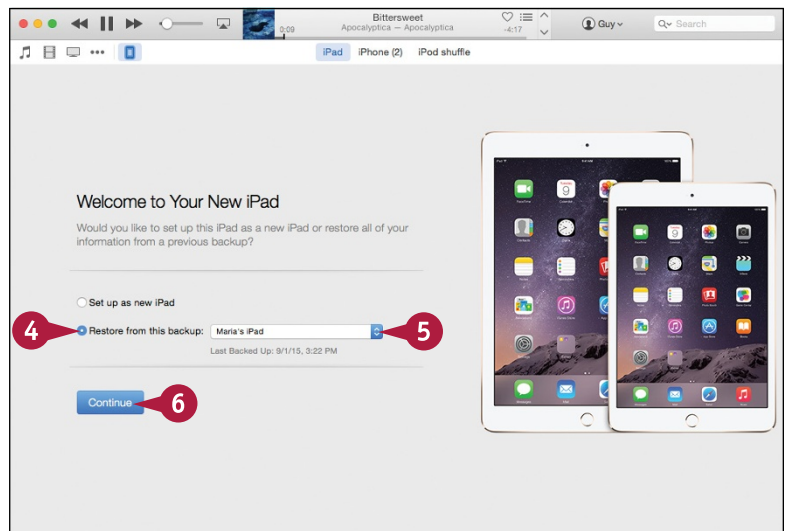 Bittersweet
Apocalyptica — Apocalyptica
0:09
-4:17
Guy
Search
iPad iPhone (2) iPod shuffle
Welcome to Your New iPad
Would you like to set up this iPad as a new iPad or restore all of your
information from a previous backup?
Set up as new iPad
4
Restore from this backup: Maria's iPad
5
Last Backed Up: 9/1/15, 3:22 PM
Continue
6